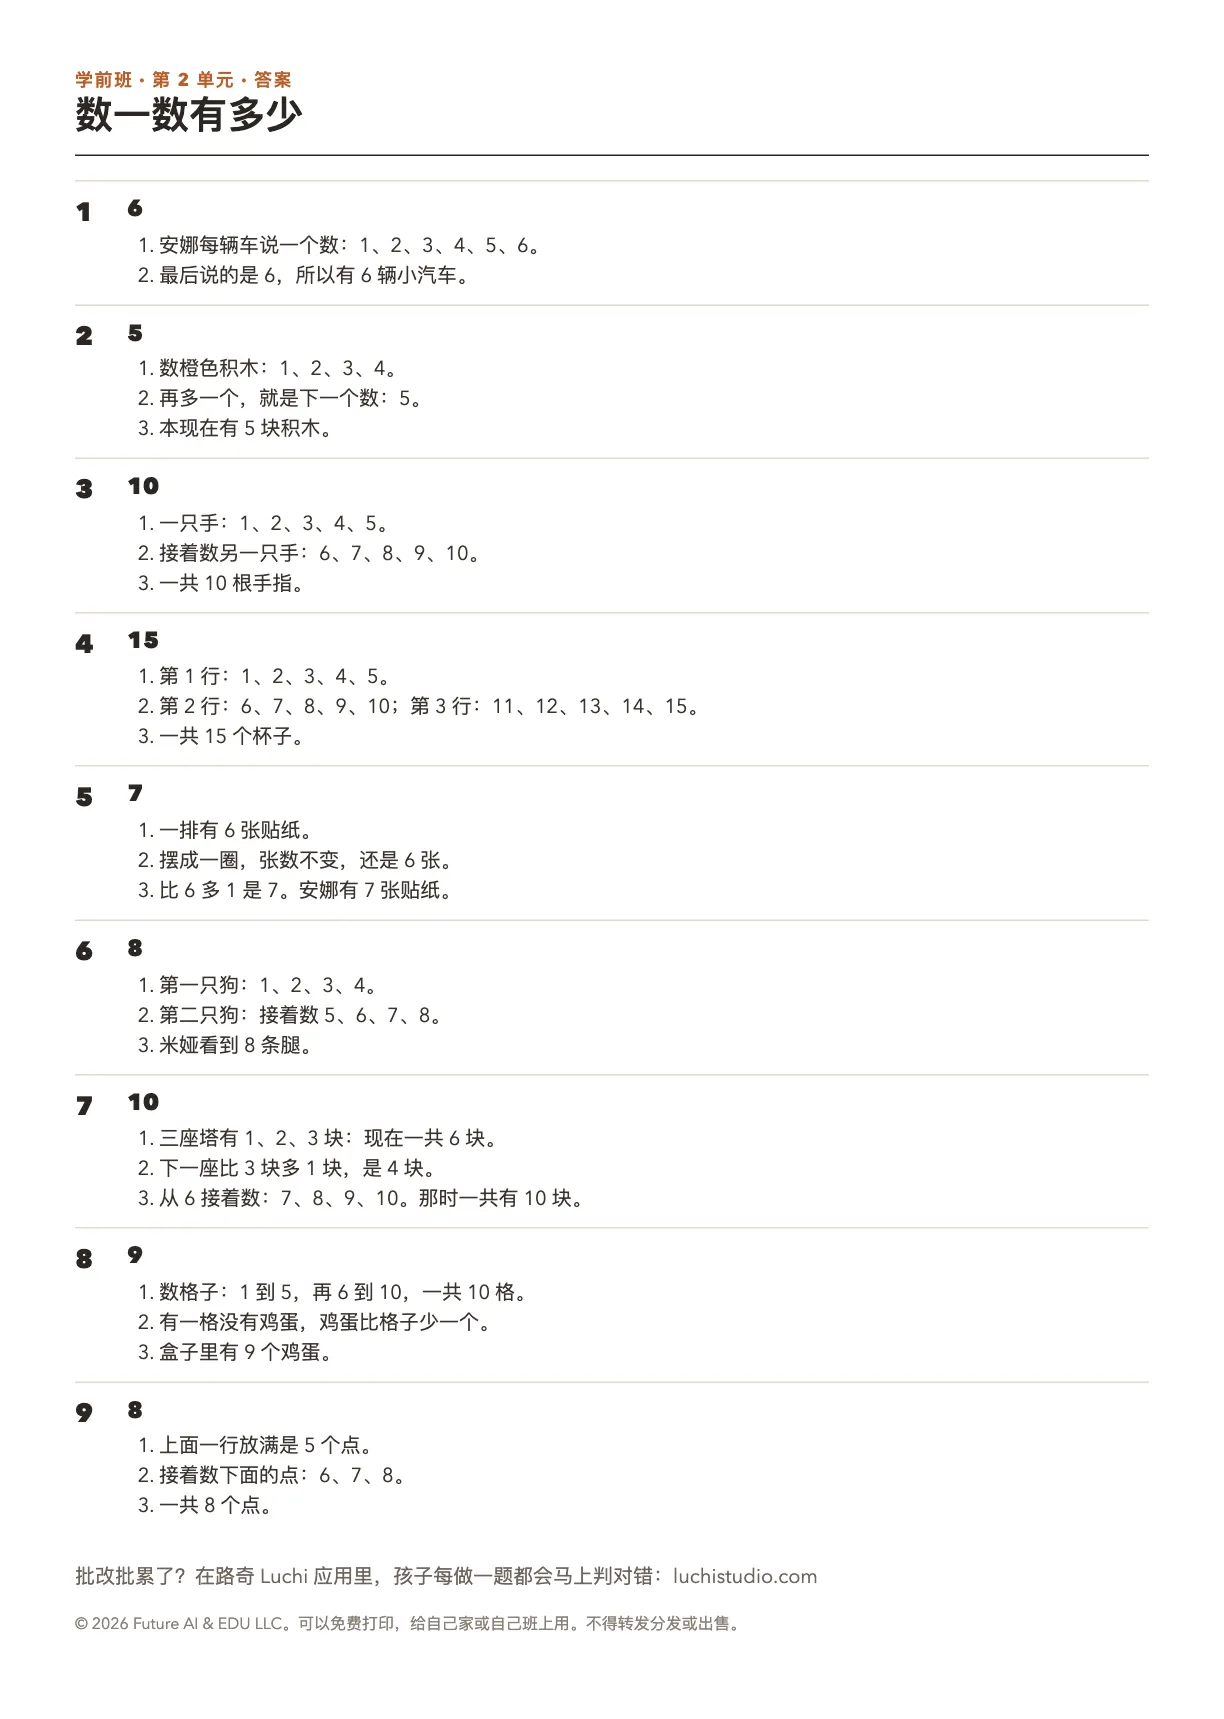 学前班·第 2 单元·答案
数一数有多少
1 6
1. 安娜每辆车说一个数：1、2、3、4、5、6。
2. 最后说的是 6，所以有 6 辆小汽车。
2 5
1. 数橙色积木：1、2、3、4。
2. 再多一个，就是下一个数：5。
3. 本现在有 5 块积木。
3 10
1. 一只手：1、2、3、4、5。
2. 接着数另一只手：6、7、8、9、10。
3. 一共 10 根手指。
4 15
1. 第 1 行：1、2、3、4、5。
2. 第 2 行：6、7、8、9、10；第 3 行：11、12、13、14、15。
3. 一共 15 个杯子。
5 7
1. 一排有 6 张贴纸。
2. 摆成一圈，张数不变，还是 6 张。
3. 比 6 多 1 是 7。安娜有 7 张贴纸。
6 8
1. 第一只狗：1、2、3、4。
2. 第二只狗：接着数 5、6、7、8。
3. 米娅看到 8 条腿。
7 10
1. 三座塔有 1、2、3 块：现在一共 6 块。
2. 下一座比 3 块多 1 块，是 4 块。
3. 从 6 接着数：7、8、9、10。那时一共有 10 块。
8 9
1. 数格子：1 到 5，再 6 到 10，一共 10 格。
2. 有一格没有鸡蛋，鸡蛋比格子少一个。
3. 盒子里有 9 个鸡蛋。
9 8
1. 上面一行放满是 5 个点。
2. 接着数下面的点：6、7、8。
3. 一共 8 个点。
批改批累了？在路奇 Luchi 应用里，孩子每做一题都会马上判对错：luchistudio.com
© 2026 Future AI & EDU LLC。可以免费打印，给自己家或自己班上用。不得转发分发或出售。